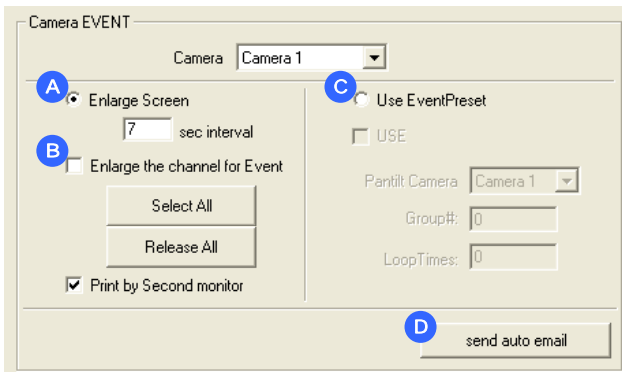 Camera EVENT
Camera Camera 1
A
Enlarge Screen
7 sec interval
B
Enlarge the channel for Event
Select All
Release All
Print by Second monitor
C
Use EventPreset
USE
Pantilt Camera Camera 1
Group#: 0
LoopTimes: 0
D
send auto email